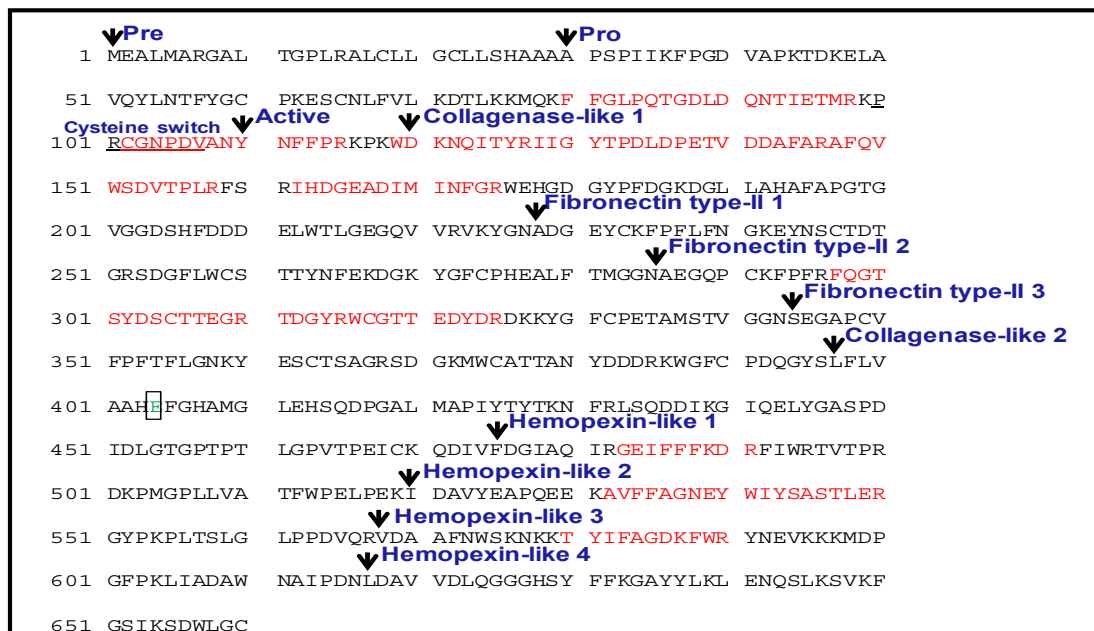 Pre Pro
1 MEALMARGAL TGPLRALCLL GCLLSHAAAA PSPIIKFPGD VAPKTDKELA
51 VQYLNTFYGC PKESCNLFVL KDTLKKMQKF FGLPQTGDLD QNTIETMRKP
Cysteine switch Active Collagenase-like 1
101 RCGNPDVANY NFFPRKPKWD KNQITYRIIG YTPDLDPETV DDAFARAFQV
151 WSDVTPLRFS RIHDGEADIM INFGRWEHGD GYPFDGKDGL LAHAFAPGTG
Fibronectin type-II 1
201 VGGDSHFDDD ELWTLGEGQV VRVKYGNADG EYCKFPFLFN GKEYNSCTDT
Fibronectin type-II 2
251 GRSDGFLWCS TTYNFEKDGK YGFCPHEALF TMGGNAEGQP CKFPFRFQGT
Fibronectin type-II 3
301 SYDSCTTEGR TDGYRWCGTT EDYDRDKKYG FCPETAMSTV GGNSEGAPCV
Collagenase-like 2
351 FPFTFLGNKY ESCTSAGRSD GKMWCATTAN YDDDRKWGFC PDQGYSLFLV
401 AAHEFGHAMG LEHSQDPGAL MAPIYTYTKN FRLSQDDIKG IQELYGASPD
Hemopexin-like 1
451 IDLGTGPTPT LGPVTPEICK QDIVFDGIAQ IRGEIFFFKD RFIWRTVTPR
Hemopexin-like 2
501 DKPMGPLLVA TFWPELPEKI DAVYEAPQEE KAVFFAGNEY WIYSASTLER
Hemopexin-like 3
551 GYPKPLTSLG LPPDVQRVDA AFNWSKNKKT YIFAGDKFWR YNEVKKKMDP
Hemopexin-like 4
601 GFPKLIADAW NAIPDNLDAV VDLQGGGHSY FFKGAYYLKL ENQSLKSVKF
651 GSIKSDWLGC